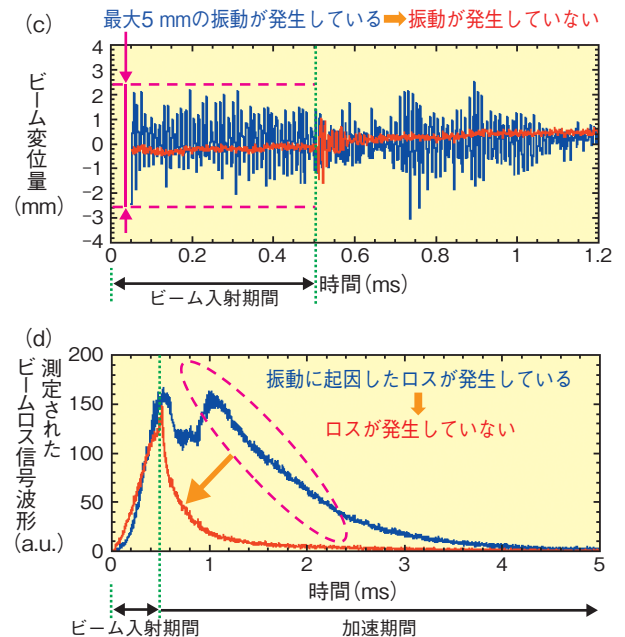 (c)
最大5 mmの振動が発生している➡振動が発生していない
ビーム変位量
(mm)
4
3
2
1
0
-1
-2
-3
-4
0 0.2 0.4 0.6 0.8 1 1.2
ビーム入射期間
時間(ms)
(d)
測定された
ビームロス信号波形
(a.u.)
200
150
100
50
0
振動に起因したロスが発生している
ロスが発生していない
0 1 2 3 4 5
時間(ms)
ビーム入射期間 加速期間